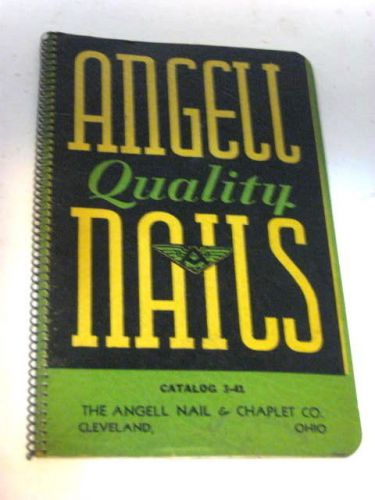 ANGELL
Quality
NAILS
CATALOG 3-41
THE ANGELL NAIL & CHAPLET CO.
CLEVELAND, OHIO